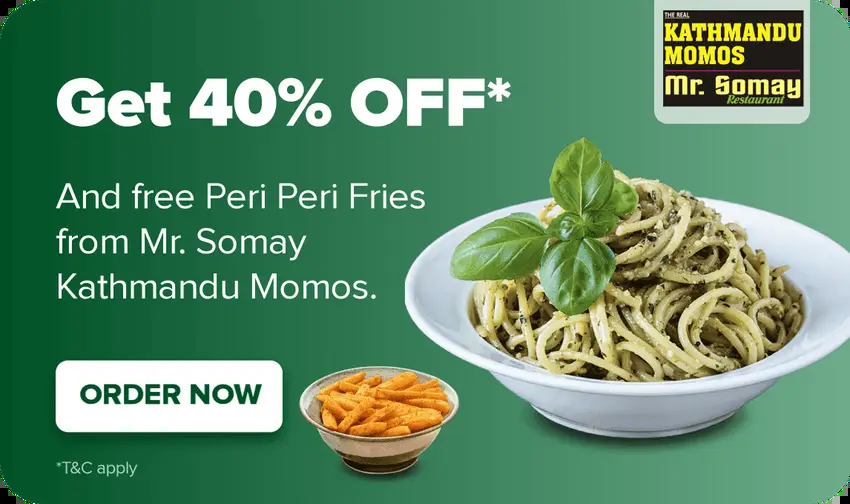 THE REAL
KATHMANDU
MOMOS
Mr. Somay
Restaurant
Get 40% OFF*
And free Peri Peri Fries
from Mr. Somay
Kathmandu Momos.
ORDER NOW
*T&C apply